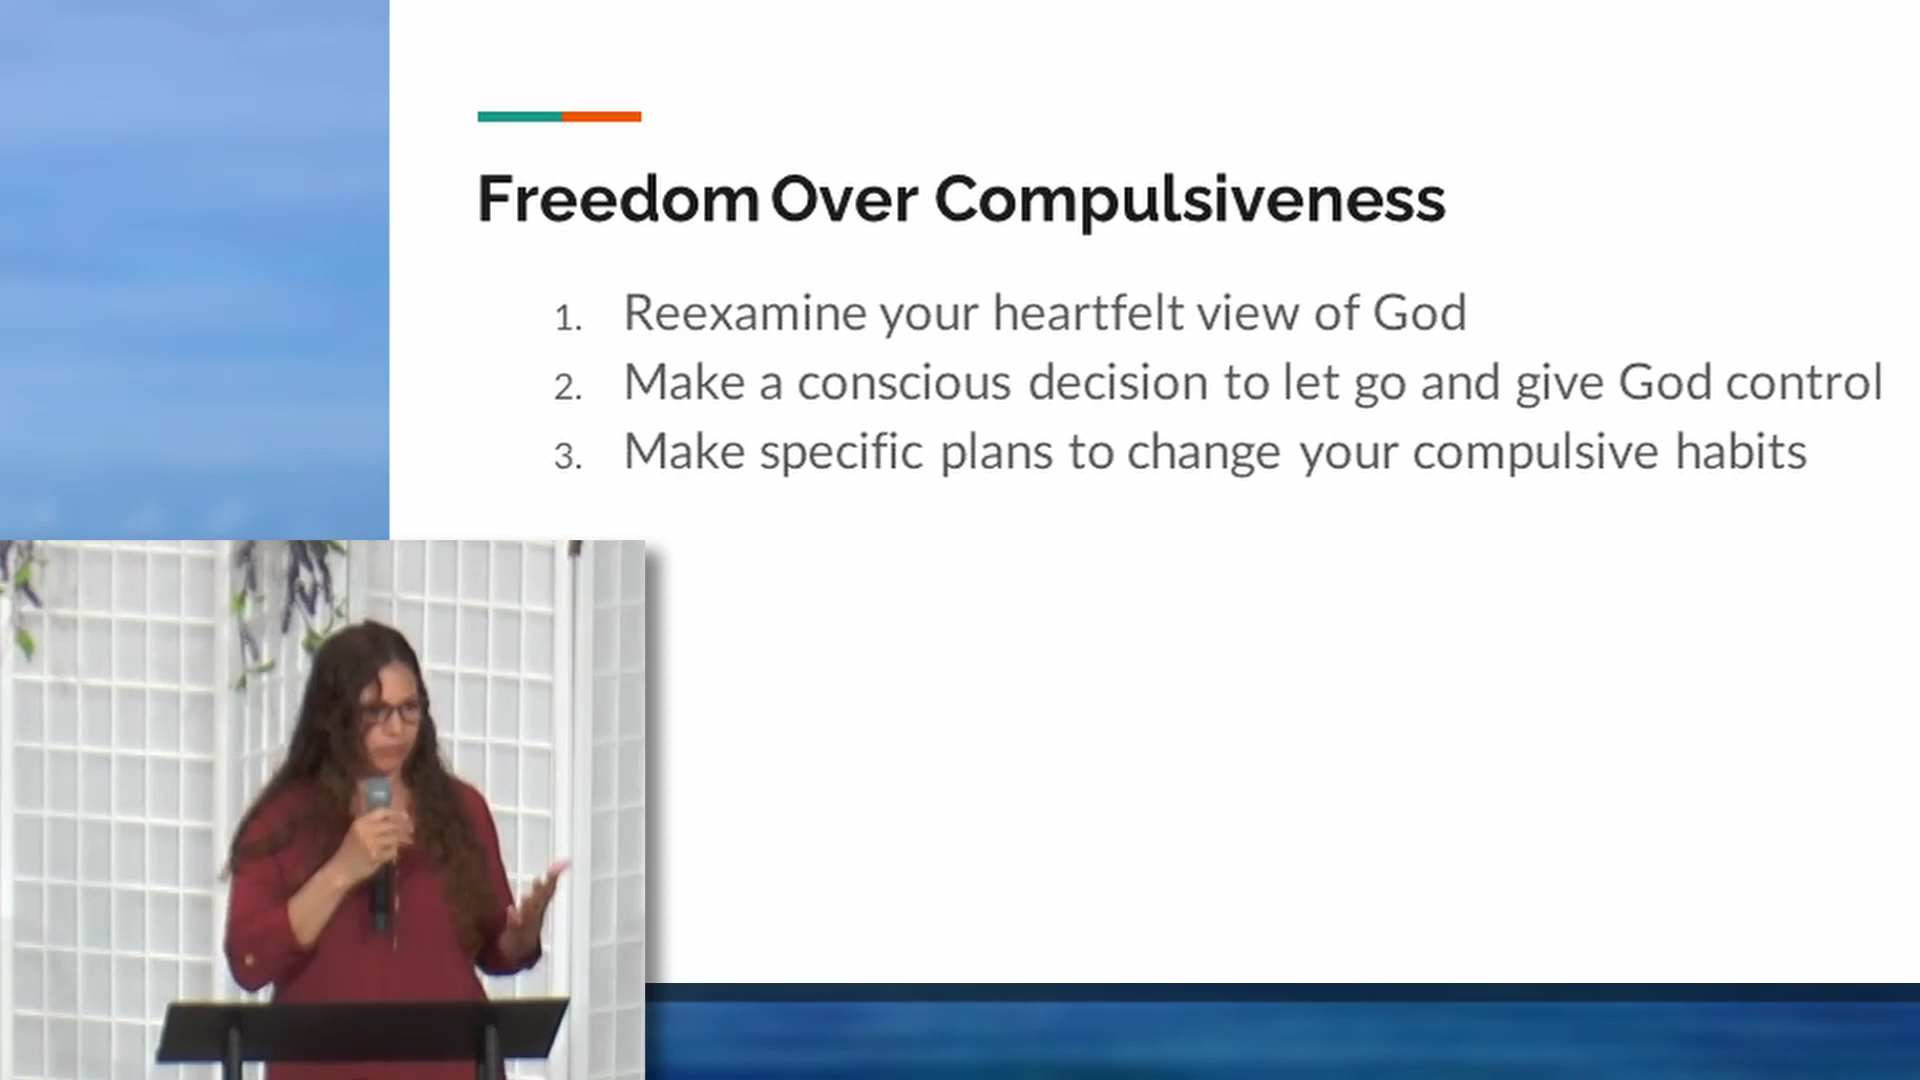 Freedom Over Compulsiveness
1. Reexamine your heartfelt view of God
2. Make a conscious decision to let go and give God control
3. Make specific plans to change your compulsive habits